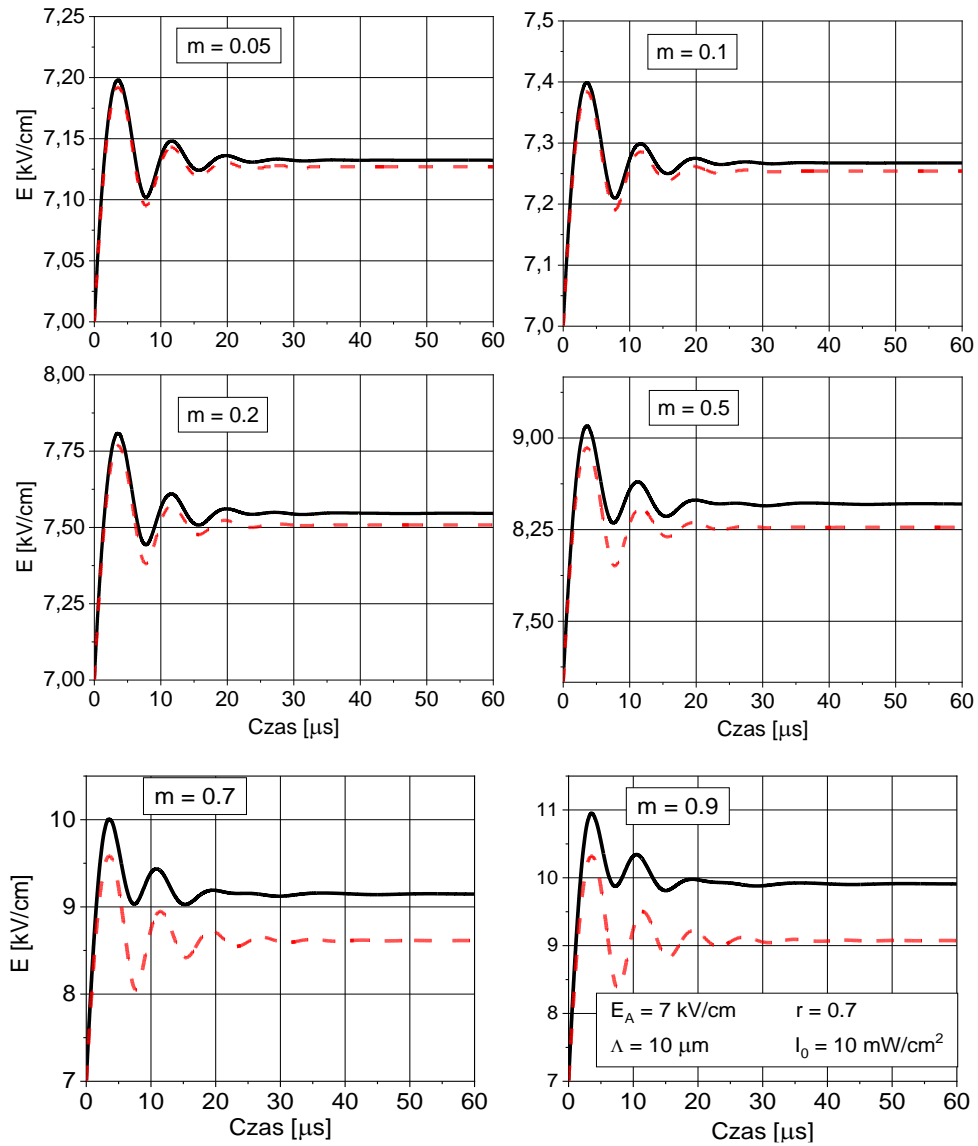 7,25
7,20
7,15
7,10
7,05
7,00
E [kV/cm]
m = 0.05
0 10 20 30 40 50 60
7,5
7,4
7,3
7,2
7,1
7,0
E [kV/cm]
m = 0.1
0 10 20 30 40 50 60
8,00
7,75
7,50
7,25
7,00
E [kV/cm]
m = 0.2
0 10 20 30 40 50 60
Czas [μs]
9,00
8,25
7,50
m = 0.5
0 10 20 30 40 50 60
Czas [μs]
10
9
8
7
E [kV/cm]
m = 0.7
0 10 20 30 40 50 60
Czas [μs]
11
10
9
8
7
m = 0.9
E_A = 7 kV/cm r = 0.7
Λ = 10 μm I_0 = 10 mW/cm²
0 10 20 30 40 50 60
Czas [μs]